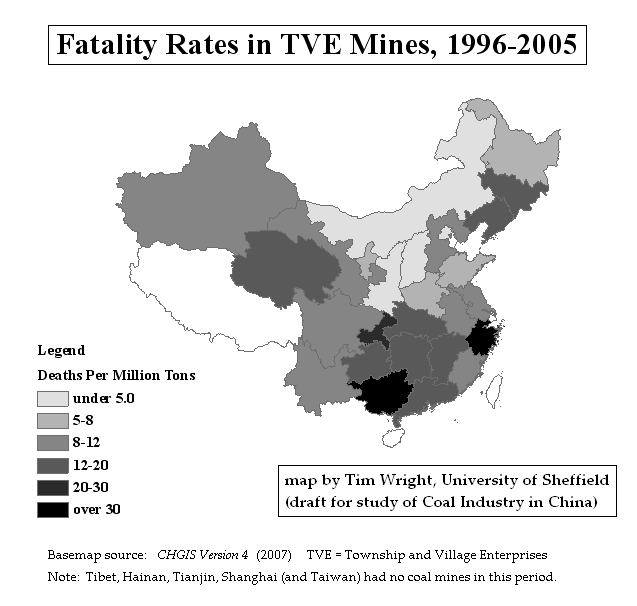 Fatality Rates in TVE Mines, 1996-2005
Legend
Deaths Per Million Tons
under 5.0
5-8
8-12
12-20
20-30
over 30
map by Tim Wright, University of Sheffield
(draft for study of Coal Industry in China)
Basemap source: CHGIS Version 4 (2007) TVE = Township and Village Enterprises
Note: Tibet, Hainan, Tianjin, Shanghai (and Taiwan) had no coal mines in this period.